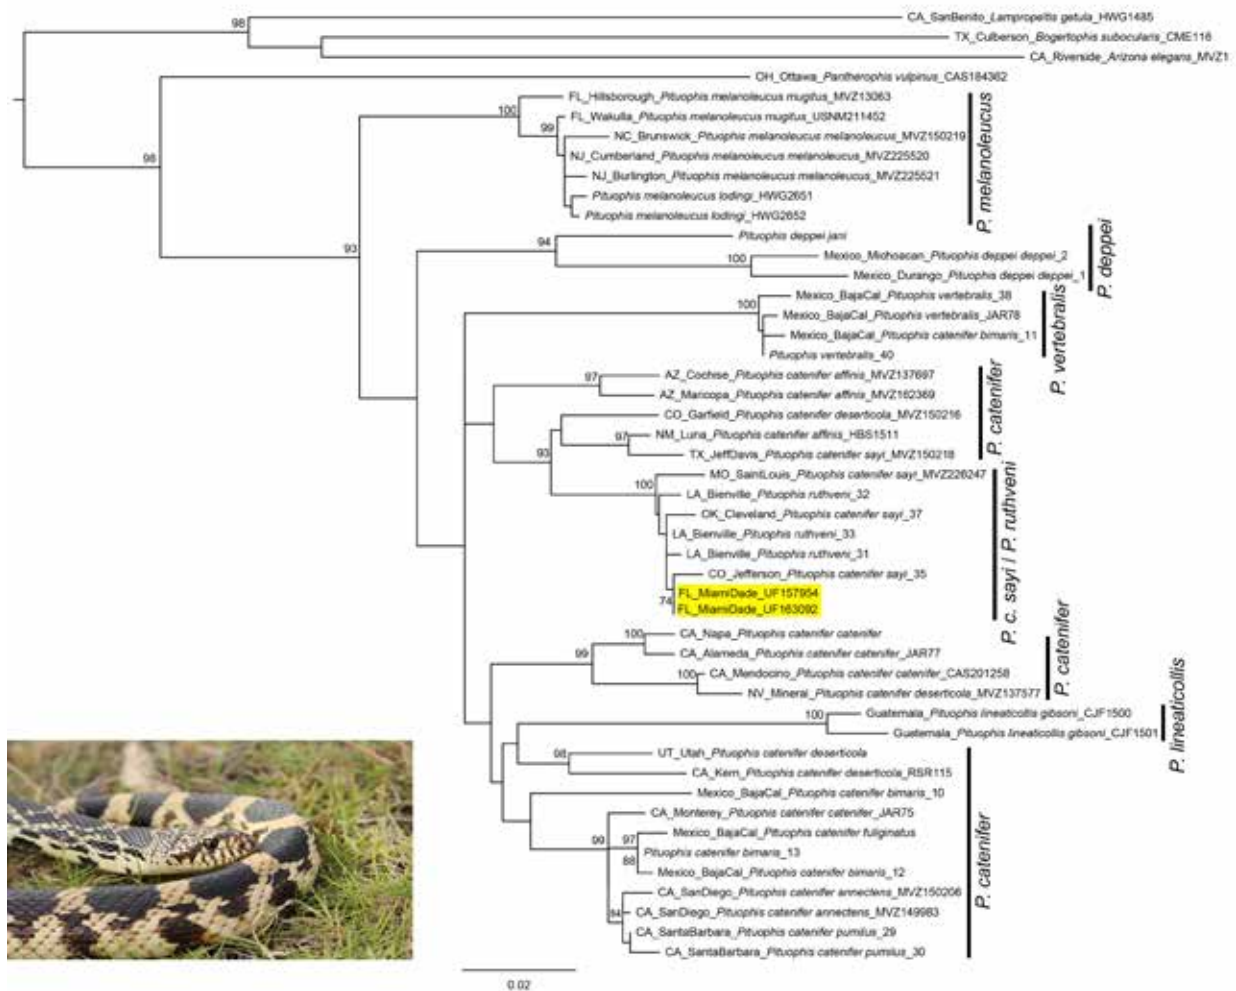 98
CA_SanBenito_Lampropeltis getula_HWG1485
TX_Culberson_Bogertophis subocularis_CME116
CA_Riverside_Arizona elegans_MVZ1
OH_Ottawa_Pantherophis vulpinus_CAS184362
98
100
FL_Hillsborough_Pituophis melanoleucus mugitus_MVZ13063
FL_Wakulla_Pituophis melanoleucus mugitus_USNM211452
99
NC_Brunswick_Pituophis melanoleucus melanoleucus_MVZ150219
NJ_Cumberland_Pituophis melanoleucus melanoleucus_MVZ225520
NJ_Burlington_Pituophis melanoleucus melanoleucus_MVZ225521
Pituophis melanoleucus lodingi_HWG2651
Pituophis melanoleucus lodingi_HWG2652
P. melanoleucus
93
94
Pituophis deppei jani
100
Mexico_Michoacan_Pituophis deppei deppei_2
Mexico_Durango_Pituophis deppei deppei_1
P. deppei
100
Mexico_BajaCal_Pituophis vertebralis_38
Mexico_BajaCal_Pituophis vertebralis_JAR78
Mexico_BajaCal_Pituophis catenifer bimaris_11
Pituophis vertebralis_40
P. vertebralis
97
AZ_Cochise_Pituophis catenifer affinis_MVZ137697
AZ_Maricopa_Pituophis catenifer affinis_MVZ162369
CO_Garfield_Pituophis catenifer deserticola_MVZ150216
97
NM_Luna_Pituophis catenifer affinis_HBS1511
93
TX_JeffDavis_Pituophis catenifer sayi_MVZ150218
P. catenifer
100
MO_SaintLouis_Pituophis catenifer sayi_MVZ226247
LA_Bienville_Pituophis ruthveni_32
OK_Cleveland_Pituophis catenifer sayi_37
LA_Bienville_Pituophis ruthveni_33
LA_Bienville_Pituophis ruthveni_31
CO_Jefferson_Pituophis catenifer sayi_35
74
FL_MiamiDade_UF157954
FL_MiamiDade_UF163092
P. c. sayi / P. ruthveni
100
CA_Napa_Pituophis catenifer catenifer
99
CA_Alameda_Pituophis catenifer catenifer_JAR77
100
CA_Mendocino_Pituophis catenifer catenifer_CAS201258
NV_Mineral_Pituophis catenifer deserticola_MVZ137577
P. catenifer
100
Guatemala_Pituophis lineaticollis gibsoni_CJF1500
Guatemala_Pituophis lineaticollis gibsoni_CJF1501
P. lineaticollis
98
UT_Utah_Pituophis catenifer deserticola
CA_Kern_Pituophis catenifer deserticola_RSR115
Mexico_BajaCal_Pituophis catenifer bimaris_10
CA_Monterey_Pituophis catenifer catenifer_JAR75
99
97
Mexico_BajaCal_Pituophis catenifer fuliginatus
Pituophis catenifer bimaris_13
88
Mexico_BajaCal_Pituophis catenifer bimaris_12
CA_SanDiego_Pituophis catenifer annectens_MVZ150206
84
CA_SanDiego_Pituophis catenifer annectens_MVZ149983
CA_SantaBarbara_Pituophis catenifer pumilus_29
CA_SantaBarbara_Pituophis catenifer pumilus_30
P. catenifer
0.02